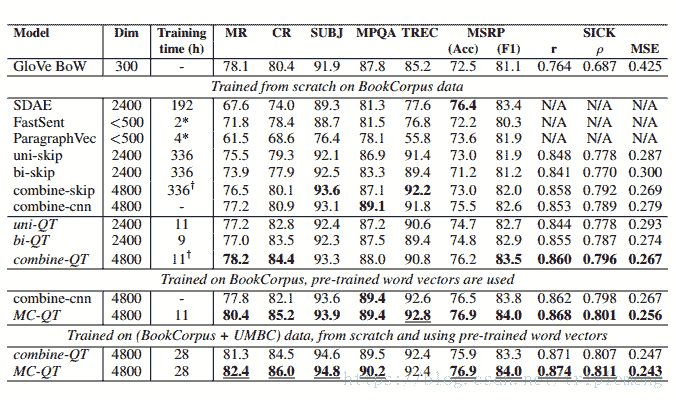 Model Dim Training time (h) MR CR SUBJ MPQA TREC MSRP (Acc) (F1) SICK r ρ MSE
GloVe BoW 300 - 78.1 80.4 91.9 87.8 85.2 72.5 81.1 0.764 0.687 0.425
Trained from scratch on BookCorpus data
SDAE 2400 192 67.6 74.0 89.3 81.3 77.6 76.4 83.4 N/A N/A N/A
FastSent <500 2* 71.8 78.4 88.7 81.5 76.8 72.2 80.3 N/A N/A N/A
ParagraphVec <500 4* 61.5 68.6 76.4 78.1 55.8 73.6 81.9 N/A N/A N/A
uni-skip 2400 336 75.5 79.3 92.1 86.9 91.4 73.0 81.9 0.848 0.778 0.287
bi-skip 2400 336 73.9 77.9 92.5 83.3 89.4 71.2 81.2 0.841 0.770 0.300
combine-skip 4800 336† 76.5 80.1 93.6 87.1 92.2 73.0 82.0 0.858 0.792 0.269
combine-cnn 4800 - 77.2 80.9 93.1 89.1 91.8 75.5 82.6 0.853 0.789 0.279
uni-QT 2400 11 77.2 82.8 92.4 87.2 90.6 74.7 82.7 0.844 0.778 0.293
bi-QT 2400 9 77.0 83.5 92.3 87.5 89.4 74.8 82.9 0.855 0.787 0.274
combine-QT 4800 11† 78.2 84.4 93.3 88.0 90.8 76.2 83.5 0.860 0.796 0.267
Trained on BookCorpus, pre-trained word vectors are used
combine-cnn 4800 - 77.8 82.1 93.6 89.4 92.6 76.5 83.8 0.862 0.798 0.267
MC-QT 4800 11 80.4 85.2 93.9 89.4 92.8 76.9 84.0 0.868 0.801 0.256
Trained on (BookCorpus + UMBC) data, from scratch and using pre-trained word vectors
combine-QT 4800 28 81.3 84.5 94.6 89.5 92.4 75.9 83.3 0.871 0.807 0.247
MC-QT 4800 28 82.4 86.0 94.8 90.2 92.4 76.9 84.0 0.874 0.811 0.243